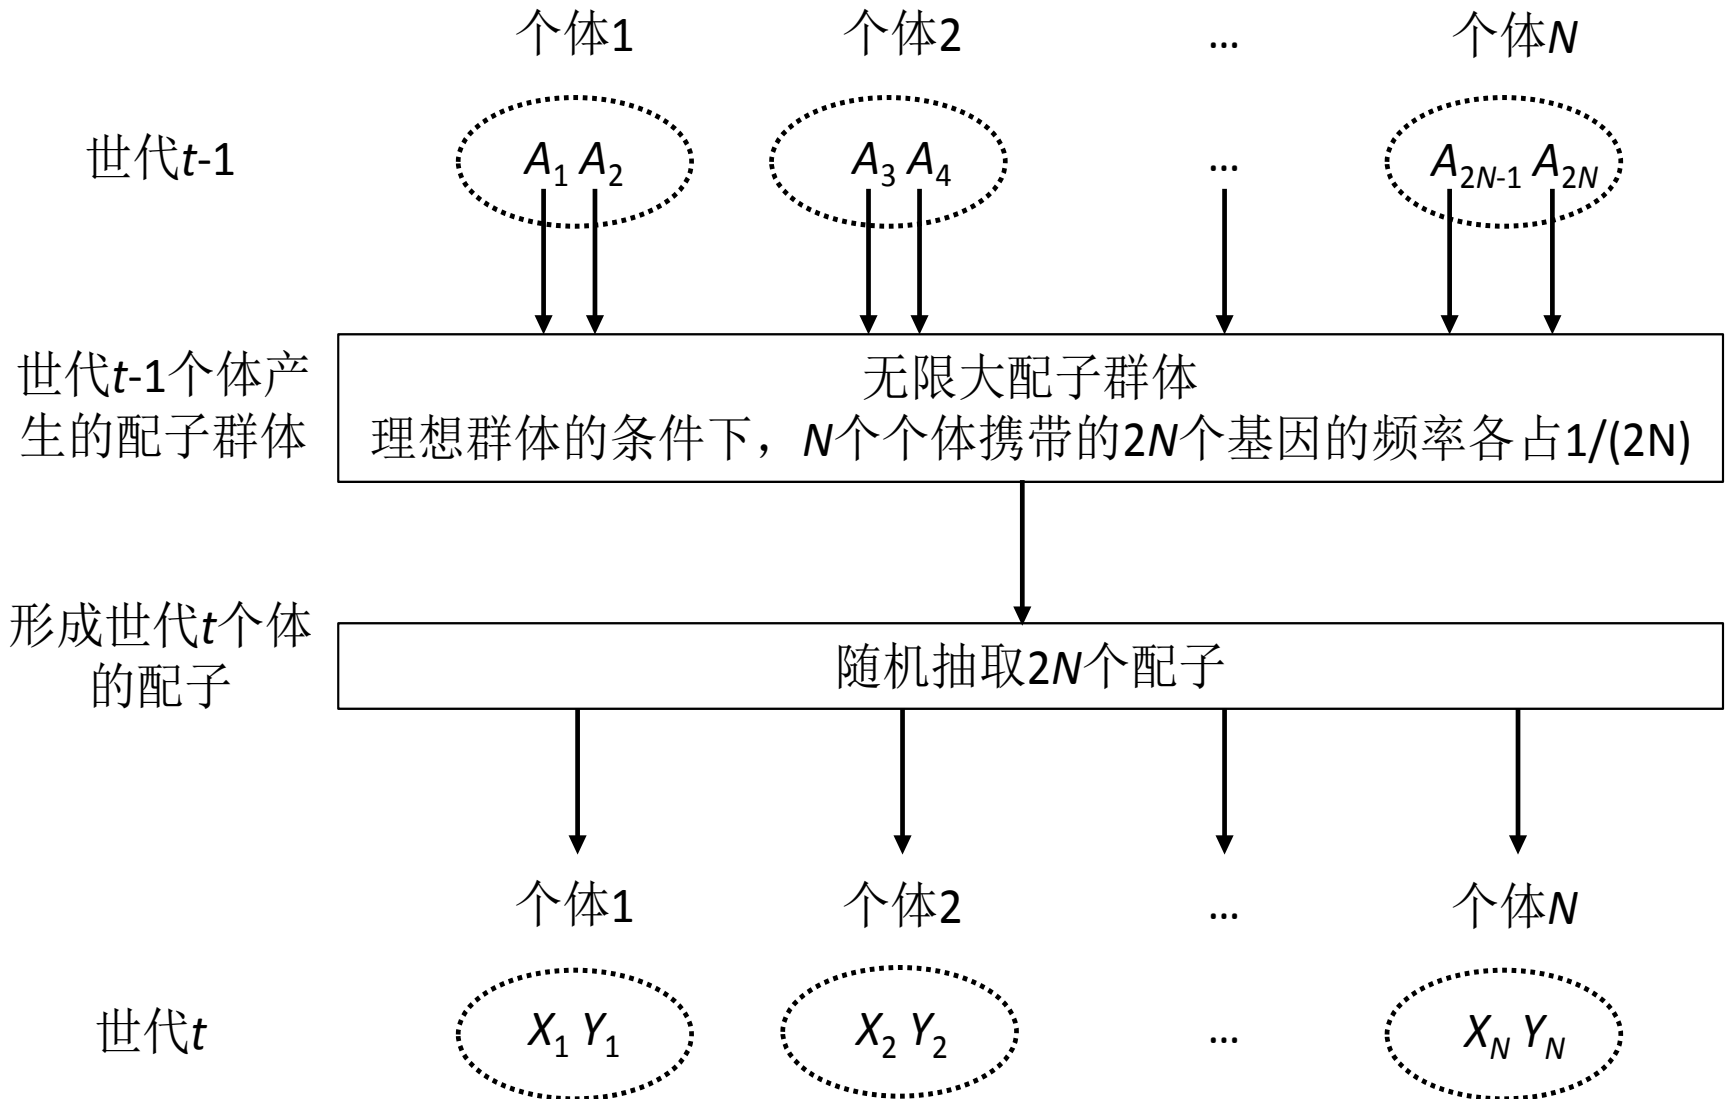 个体1 个体2 … 个体N
世代t-1 A₁ A₂ A₃ A₄ … A₂N₋₁ A₂N
世代t-1个体产
生的配子群体
无限大配子群体
理想群体的条件下，N个个体携带的2N个基因的频率各占1/(2N)
形成世代t个体
的配子
随机抽取2N个配子
个体1 个体2 … 个体N
世代t X₁ Y₁ X₂ Y₂ … X_N Y_N